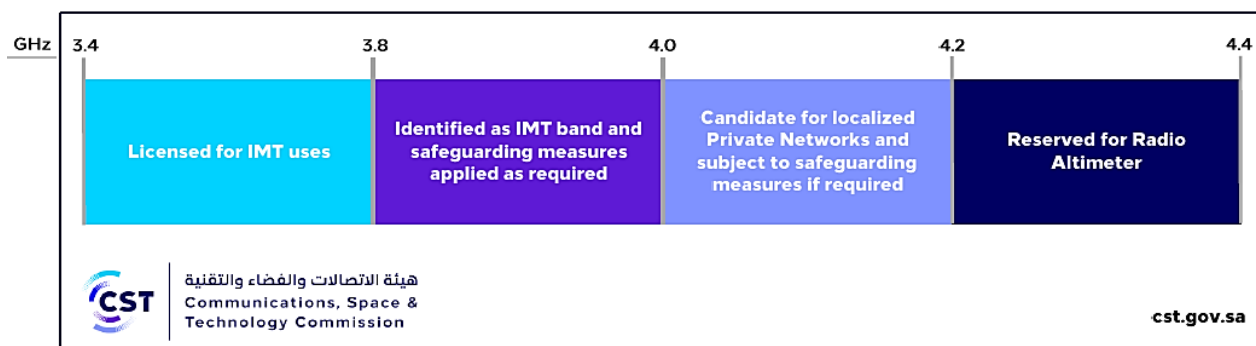 GHz 3.4 3.8 4.0 4.2 4.4
Licensed for IMT uses
Identified as IMT band and
safeguarding measures
applied as required
Candidate for localized
Private Networks and
subject to safeguarding
measures if required
Reserved for Radio
Altimeter
CST
هيئة الاتصالات والفضاء والتقنية
Communications, Space &
Technology Commission
cst.gov.sa